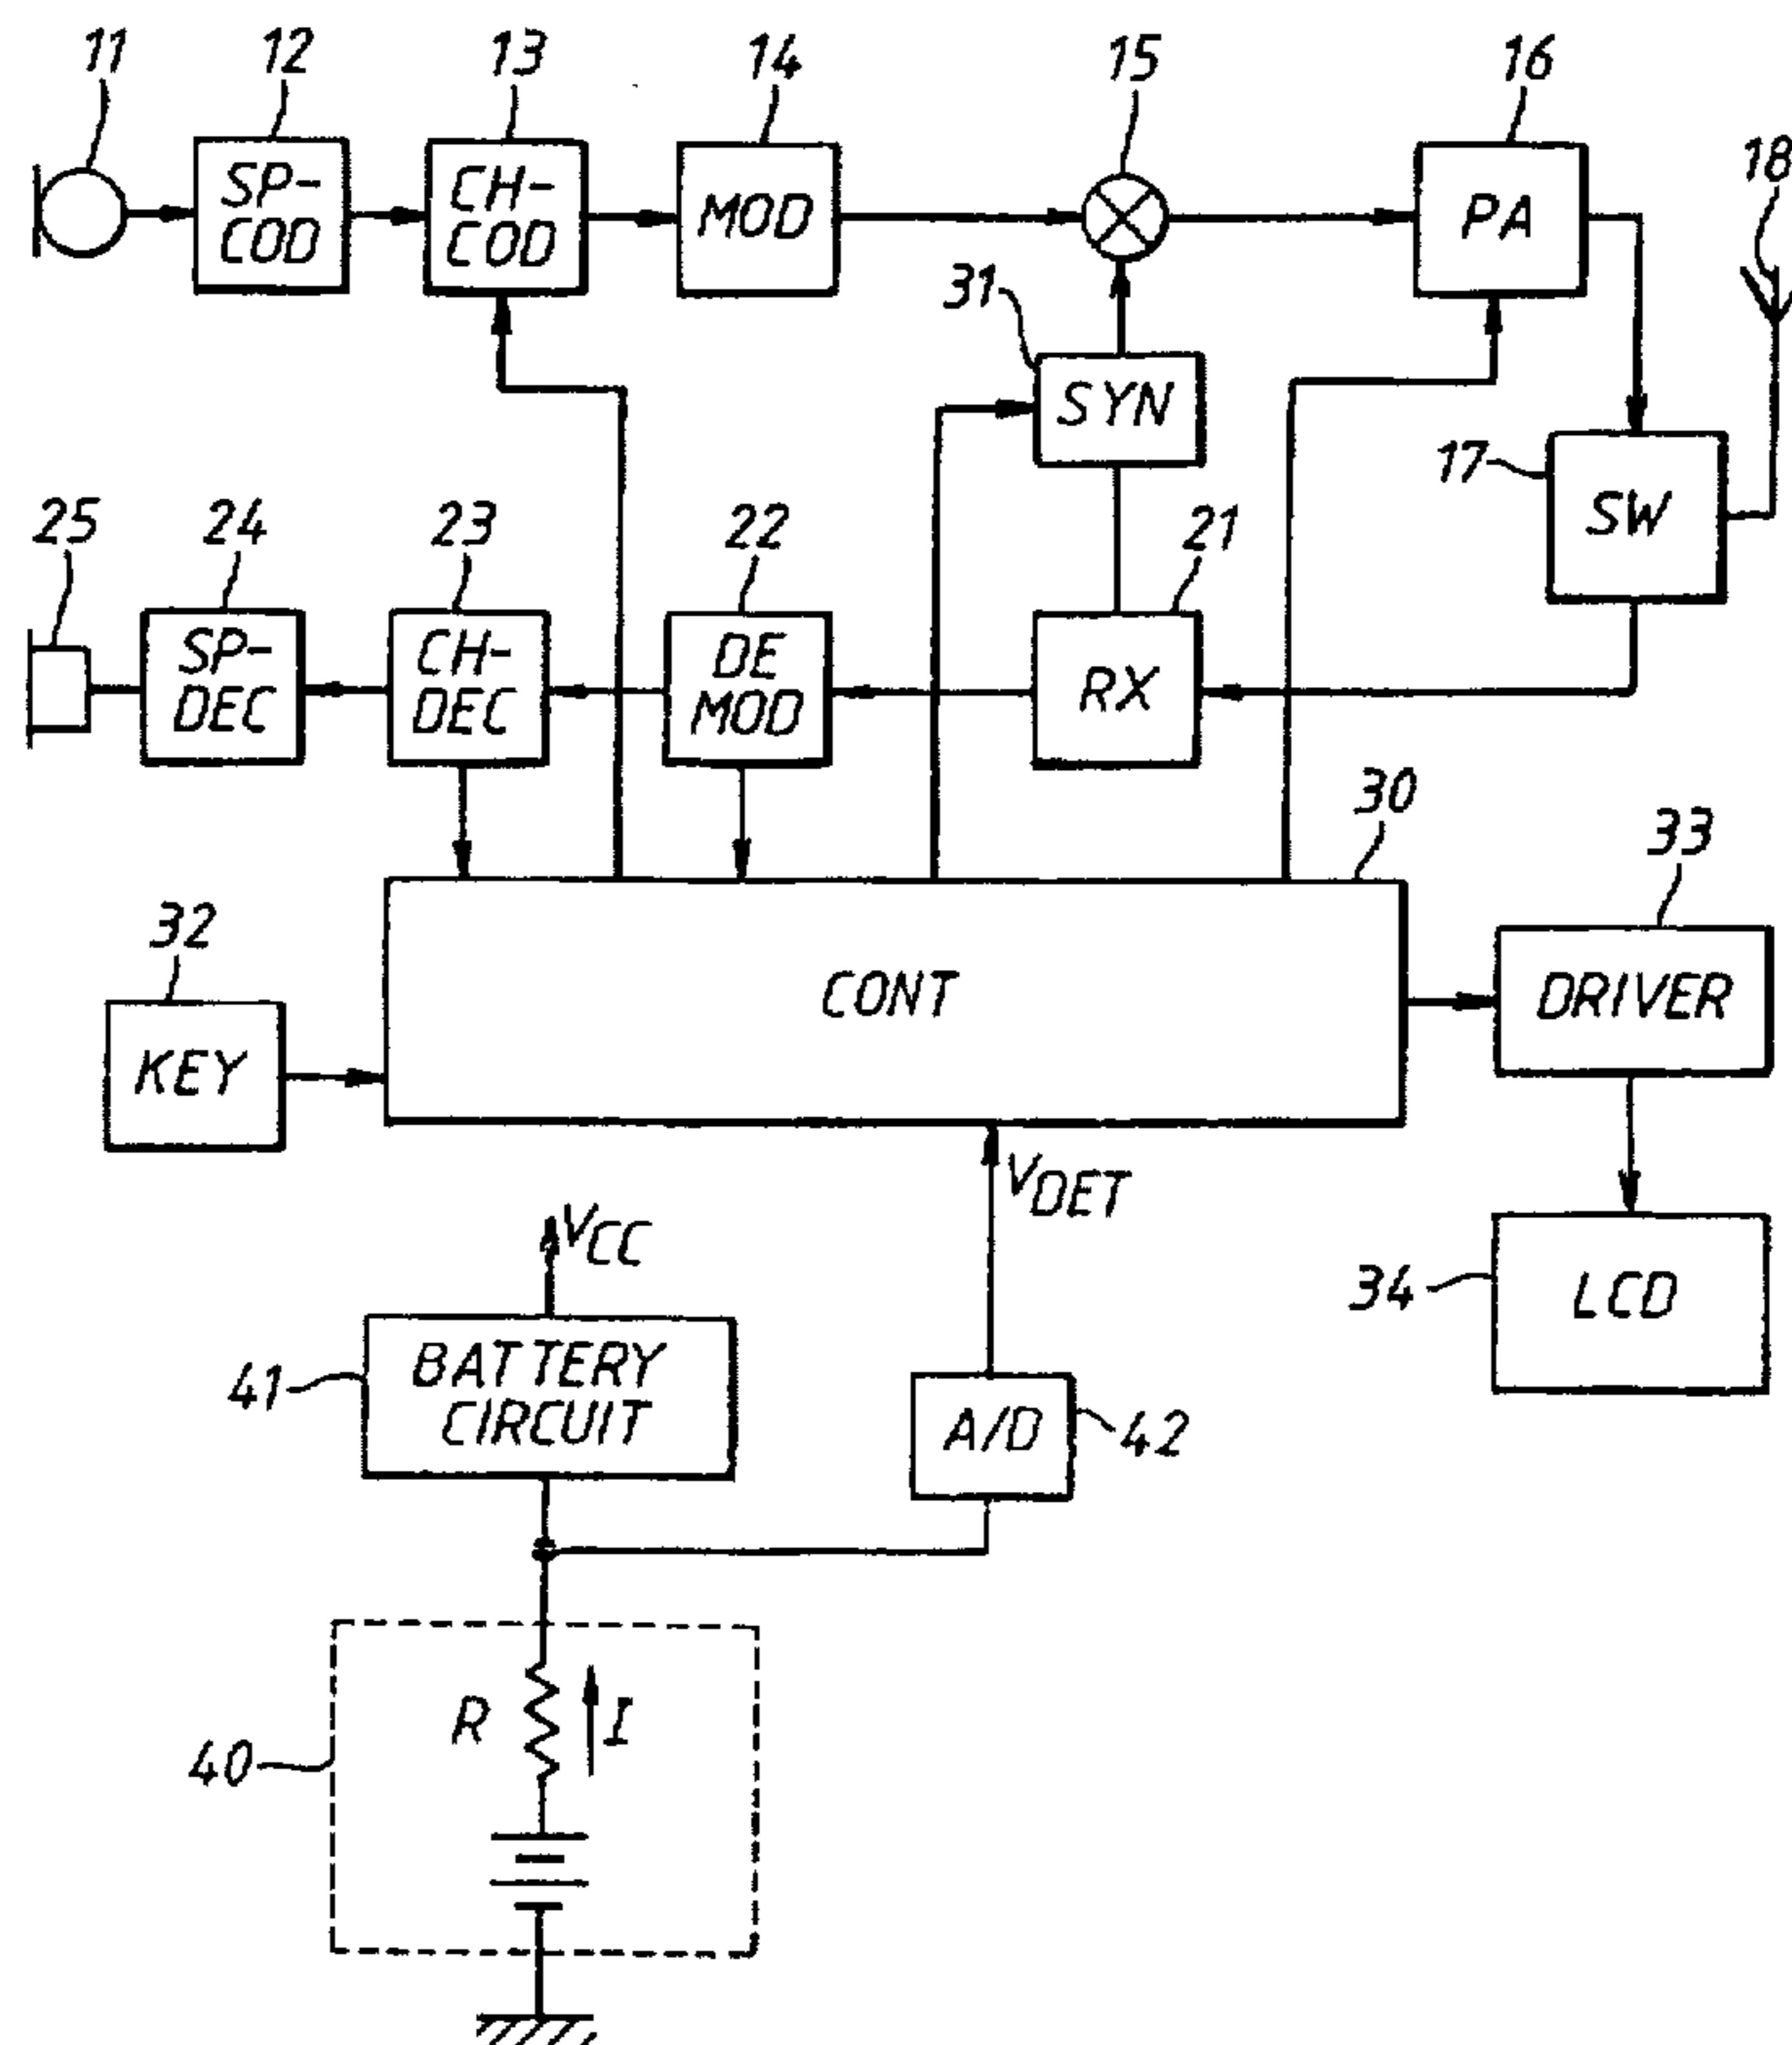 11
12
13
14
15
16
18
SP-
COD
CH-
COD
MOD
PA
31
SYN
17
SW
25
24
23
22
21
SP-
DEC
CH-
DEC
DE
MOD
RX
30
33
32
CONT
DRIVER
KEY
VDET
VCC
34
LCD
41
BATTERY
CIRCUIT
A/D
42
R
I
40